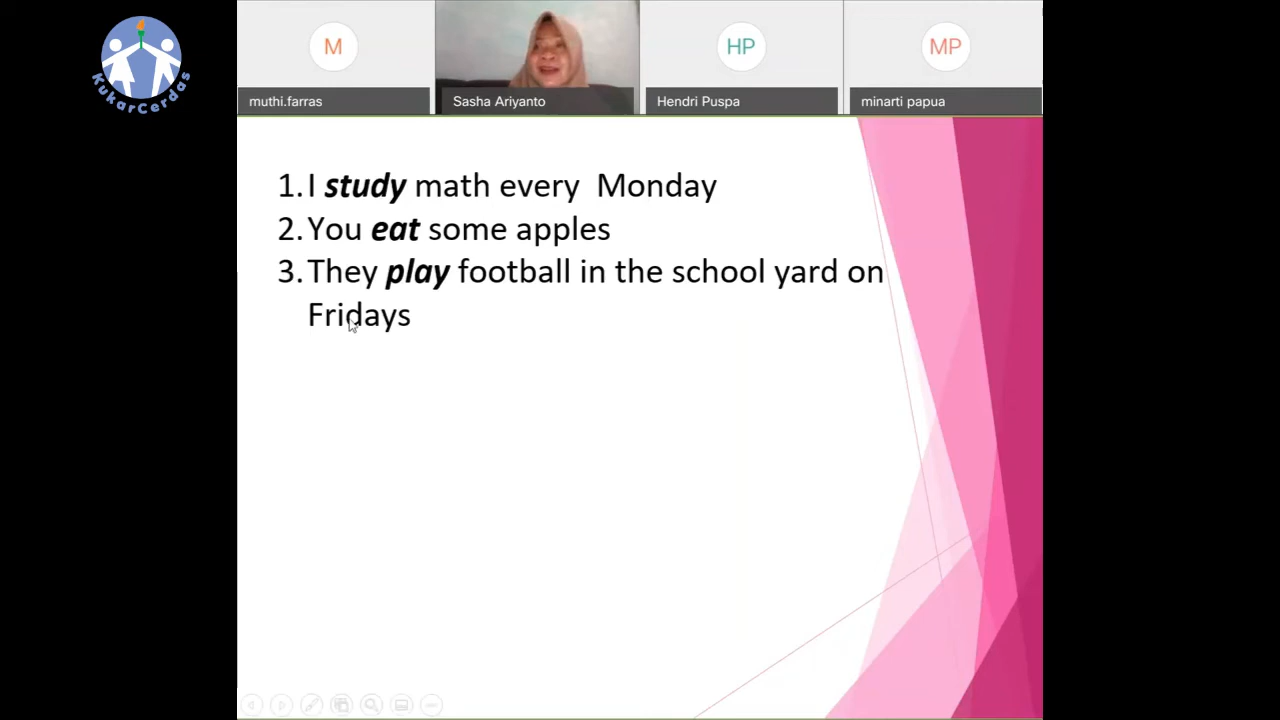 KukarCerdas
M
HP
MP
muthi.farras
Sasha Ariyanto
Hendri Puspa
minarti papua
1. I study math every  Monday
2. You eat some apples
3. They play football in the school yard on
Fridays